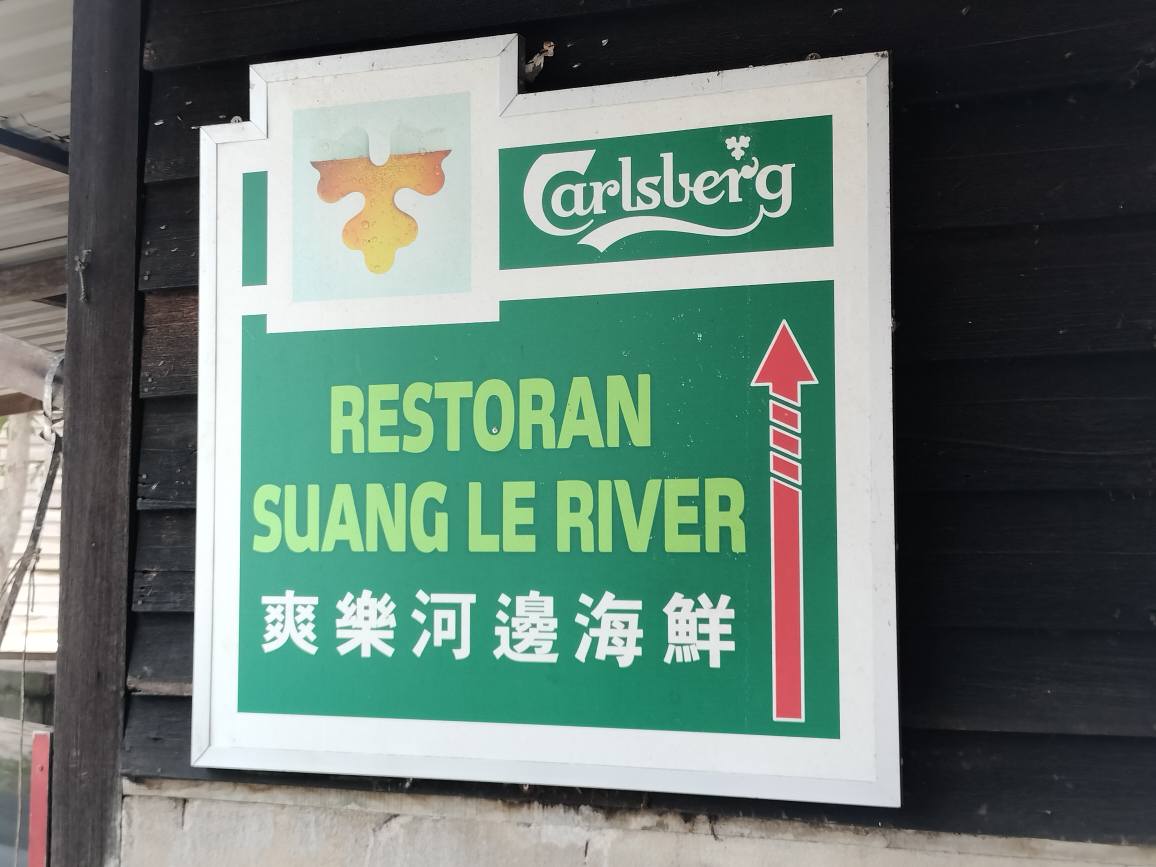 Carlsberg
RESTORAN
SUANG LE RIVER
爽樂河邊海鮮